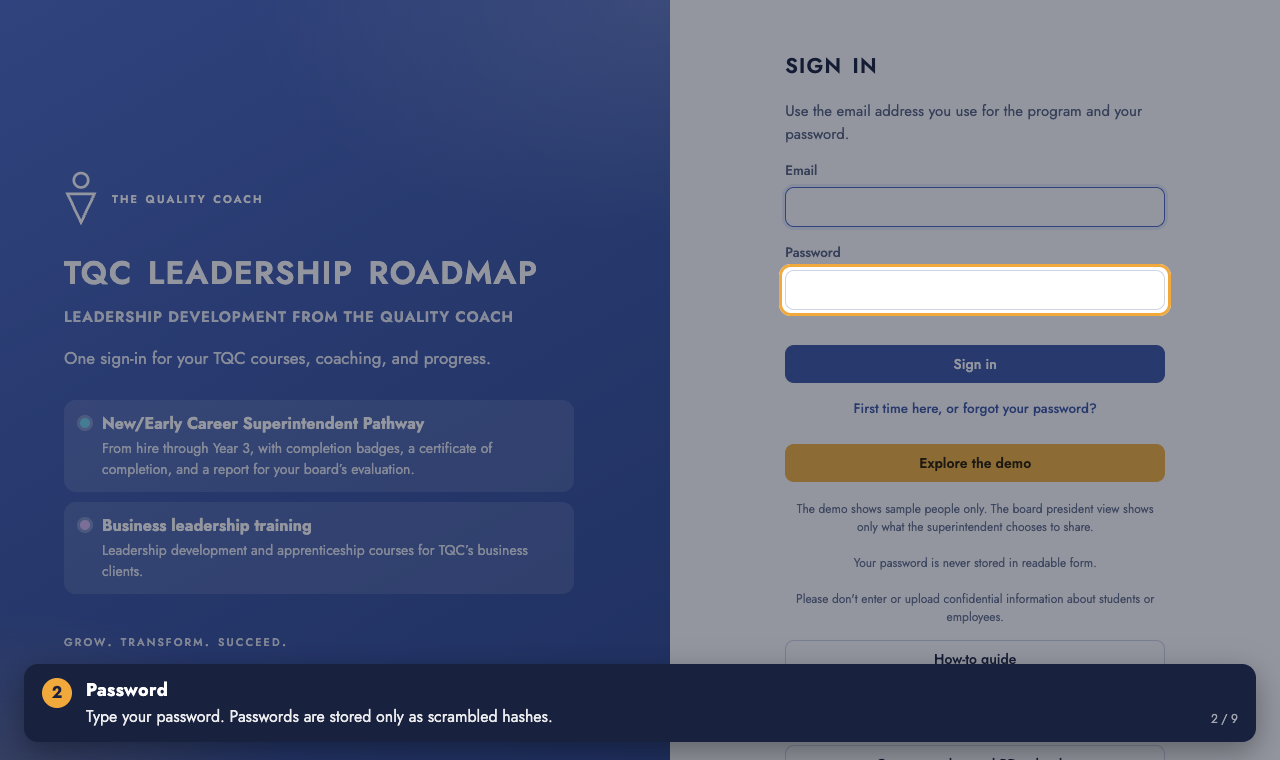 THE QUALITY COACH
TQC LEADERSHIP ROADMAP
LEADERSHIP DEVELOPMENT FROM THE QUALITY COACH
One sign-in for your TQC courses, coaching, and progress.
New/Early Career Superintendent Pathway
From hire through Year 3, with completion badges, a certificate of
completion, and a report for your board's evaluation.
Business leadership training
Leadership development and apprenticeship courses for TQC's business
clients.
GROW. TRANSFORM. SUCCEED.
SIGN IN
Use the email address you use for the program and your
password.
Email
Password
Sign in
First time here, or forgot your password?
Explore the demo
The demo shows sample people only. The board president view shows
only what the superintendent chooses to share.
Your password is never stored in readable form.
Please don't enter or upload confidential information about students or
employees.
How-to guide
2
Password
Type your password. Passwords are stored only as scrambled hashes.
2 / 9